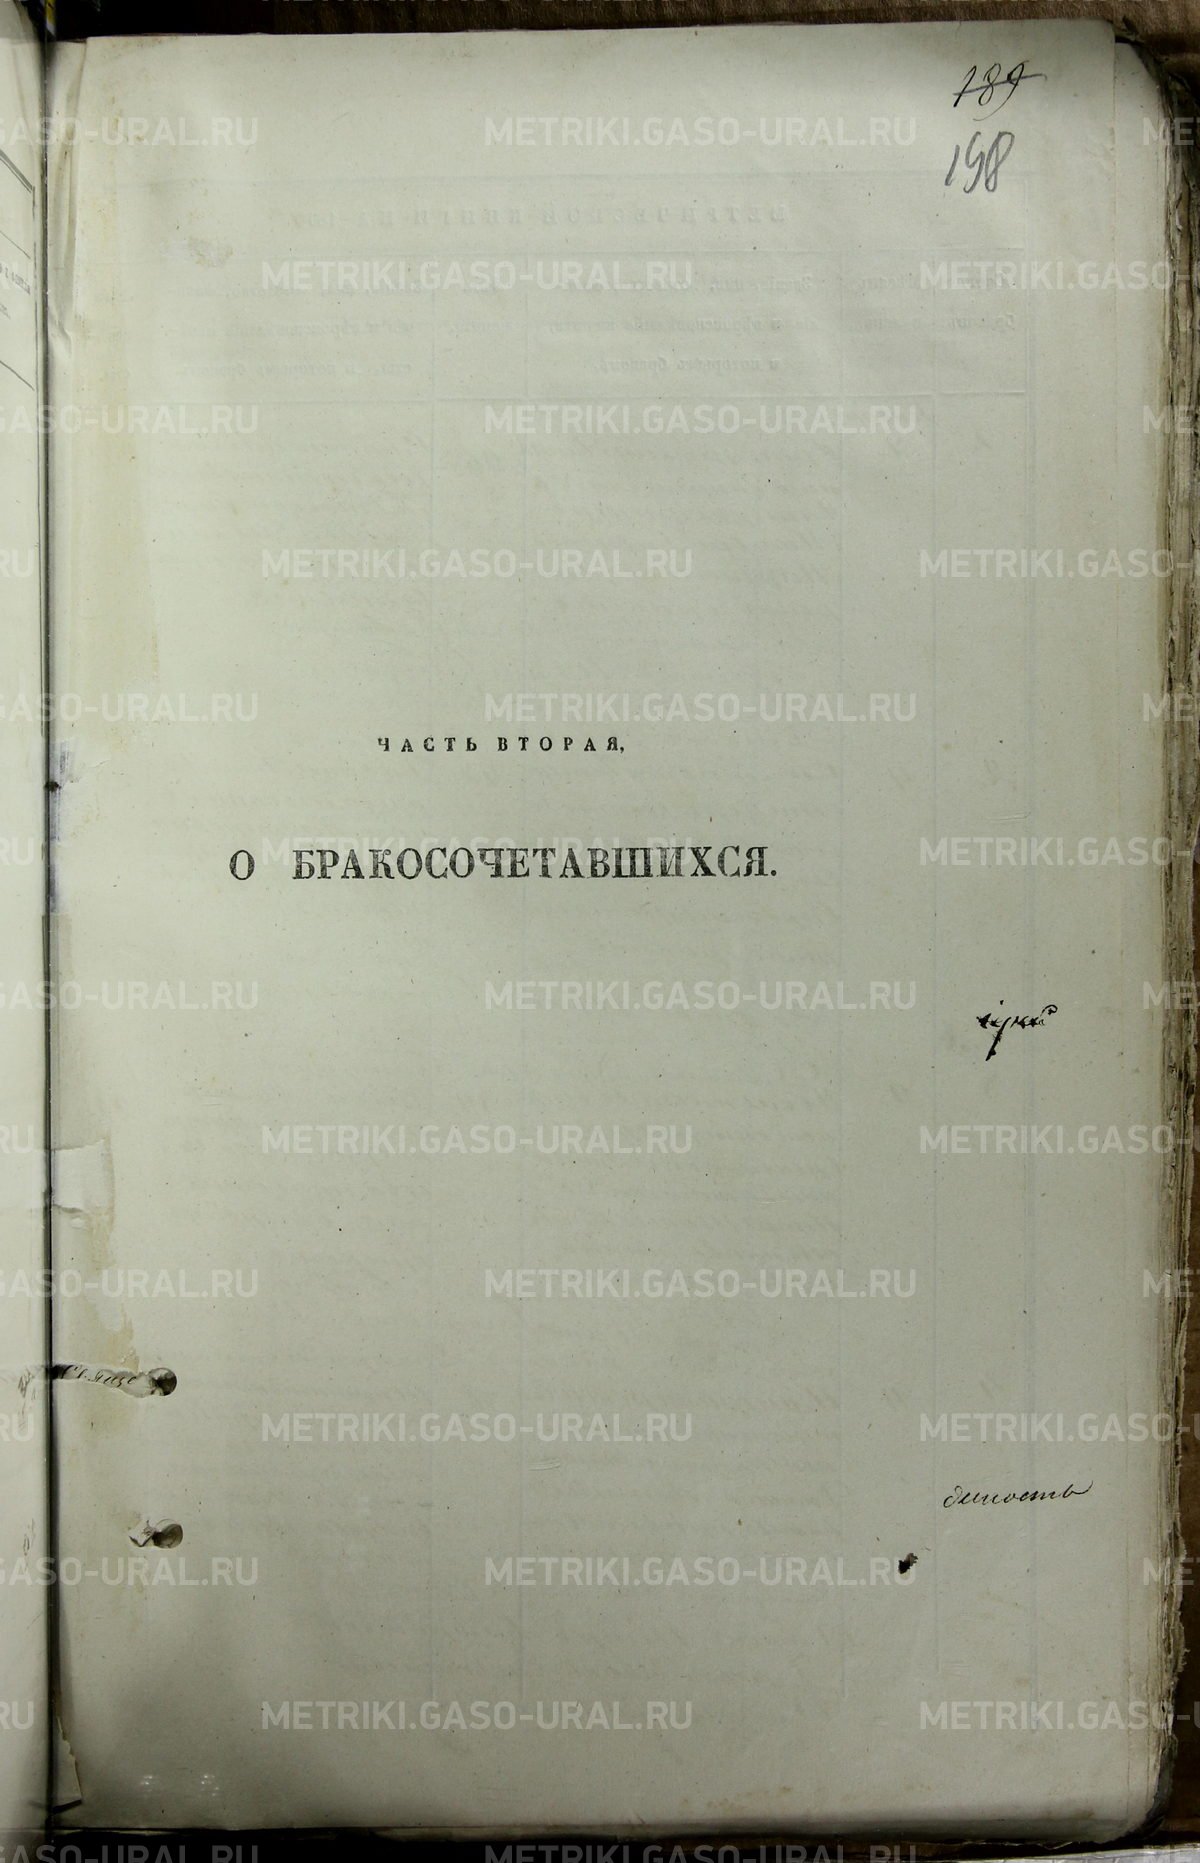 189
198
ЧАСТЬ ВТОРАЯ,
О БРАКОСОЧЕТАВШИХСЯ.
METRIKI.GASO-URAL.RU